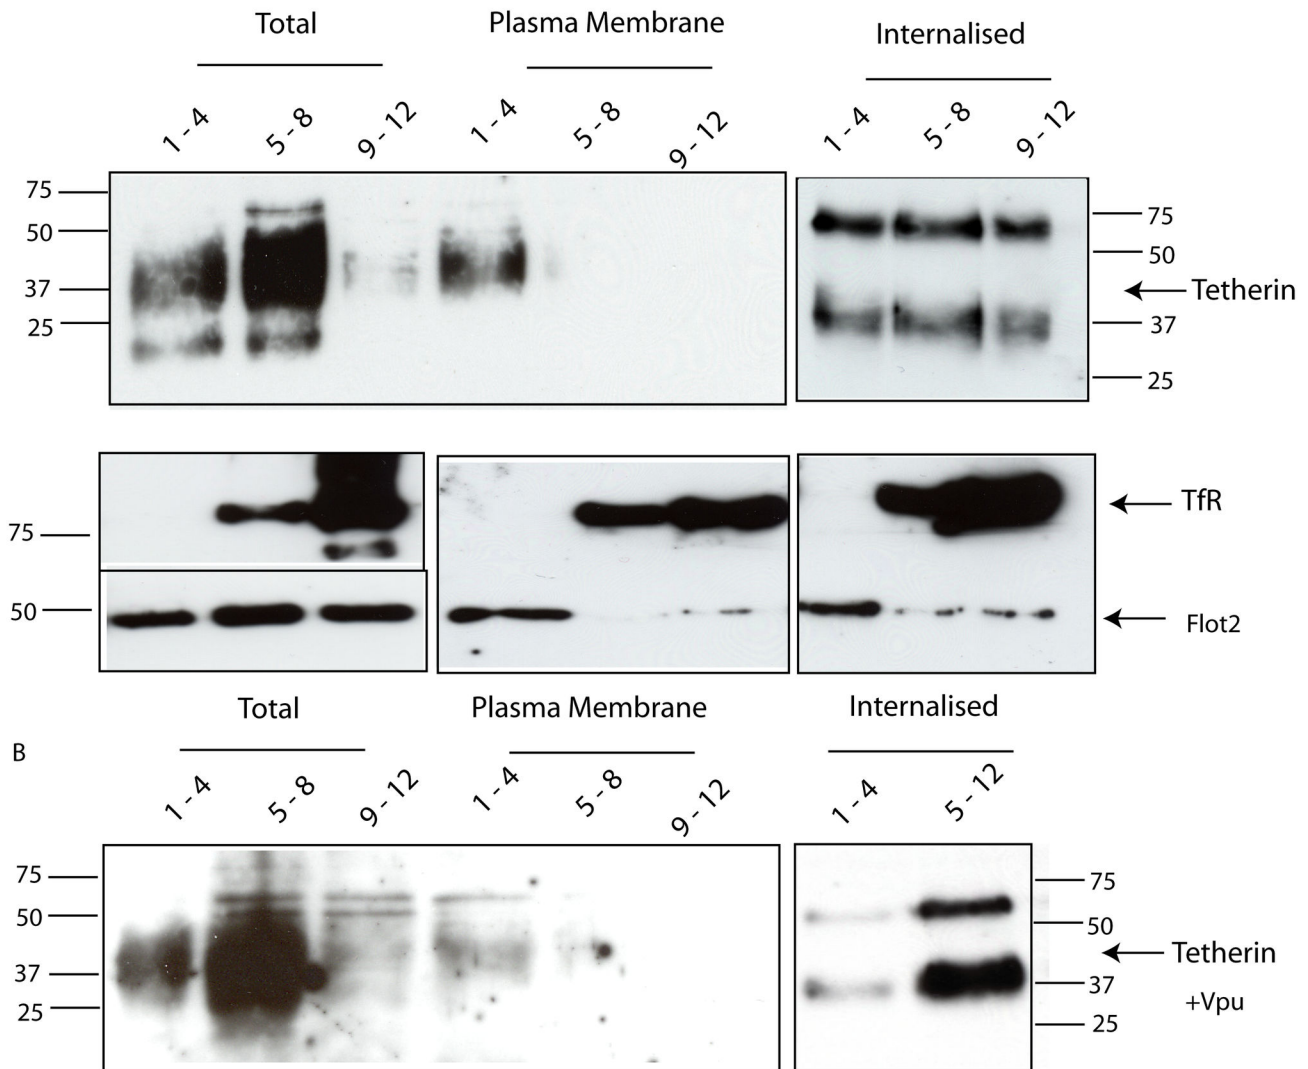 Total Plasma Membrane Internalised
1 - 4 5 - 8 9 - 12 1 - 4 5 - 8 9 - 12 1 - 4 5 - 8 9 - 12
75 75
50 50
Tetherin
37 37
25 25
TfR
75
50 Flot2
Total Plasma Membrane Internalised
B
1 - 4 5 - 8 9 - 12 1 - 4 5 - 8 9 - 12 1 - 4 5 - 12
75 75
50 50
Tetherin
37 37
+Vpu
25 25